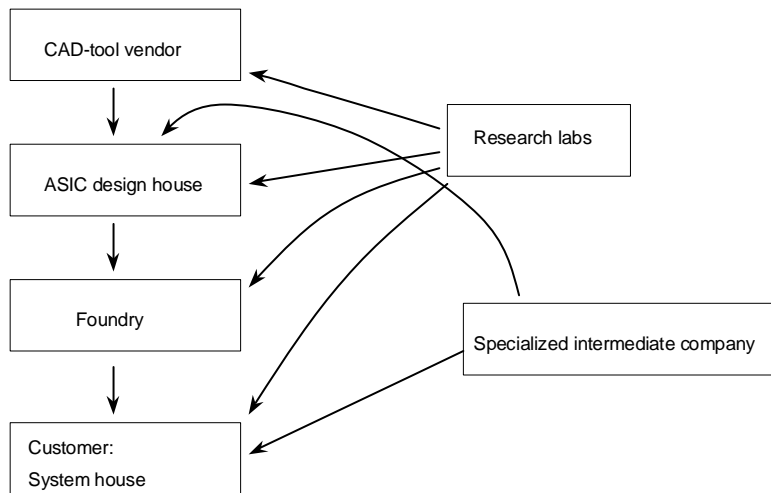 CAD-tool vendor
Research labs
ASIC design house
Foundry
Specialized intermediate company
Customer:
System house